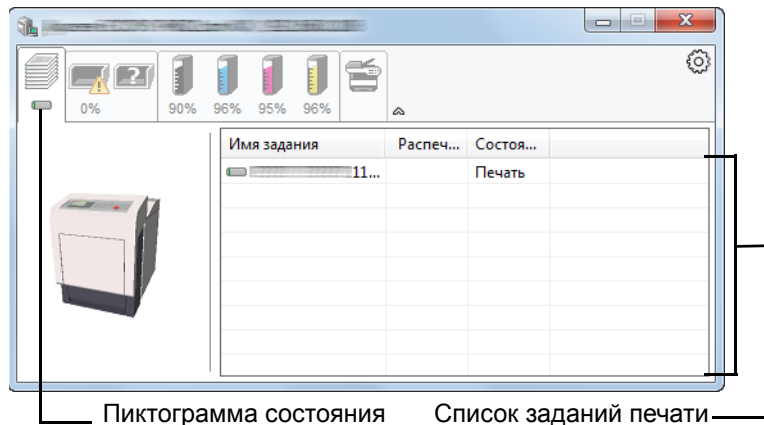 ?
0% 90% 96% 95% 96%
Имя задания Распеч... Состоя...
11... Печать
Пиктограмма состояния Список заданий печати